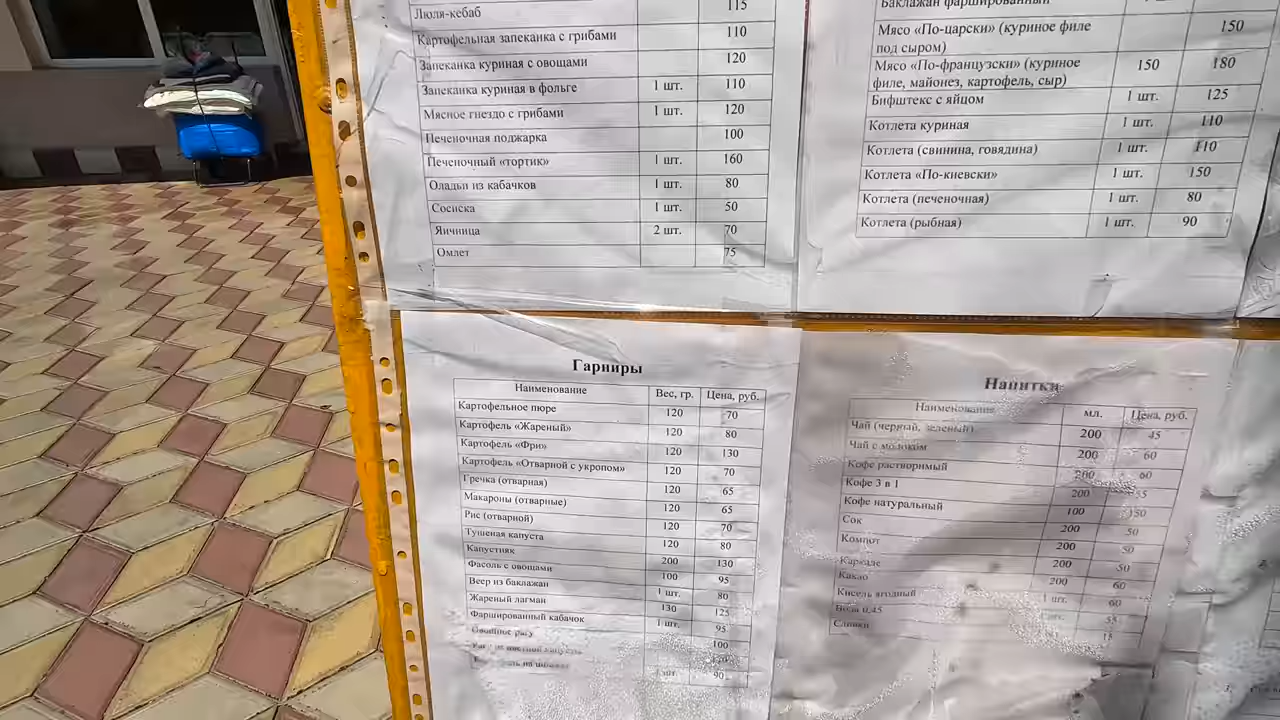 Люля-кебаб 115
Картофельная запеканка с грибами 110
Запеканка куриная с овощами 120
Запеканка куриная в фольге 1 шт. 110
Мясное гнездо с грибами 1 шт. 120
Печеночная поджарка 100
Печеночный «тортик» 1 шт. 160
Оладьи из кабачков 1 шт. 80
Сосиска 1 шт. 50
Яичница 2 шт. 70
Омлет 75
Баклажан фаршированный
Мясо «По-царски» (куриное филе 150
под сыром)
Мясо «По-французски» (куриное 150 180
филе, майонез, картофель, сыр)
Бифштекс с яйцом 1 шт. 125
Котлета куриная 1 шт. 110
Котлета (свинина, говядина) 1 шт. 110
Котлета «По-киевски» 1 шт. 150
Котлета (печеночная) 1 шт. 80
Котлета (рыбная) 1 шт. 90
Гарниры
Наименование Вес, гр. Цена, руб.
Картофельное пюре 120 70
Картофель «Жареный» 120 80
Картофель «Фри» 120 130
Картофель «Отварной с укропом» 120 70
Гречка (отварная) 120 65
Макароны (отварные) 120 65
Рис (отварной) 120 70
Тушеная капуста 120 80
Капустняк 200 130
Фасоль с овощами 100 95
Веер из баклажан 1 шт. 80
Жареный лагман 130 125
Фаршированный кабачок 1 шт. 95
Овощное рагу 100
90
Напитки
Наименование мл. Цена, руб.
Чай (черный, зеленый) 200 45
Чай с молоком 200 60
Кофе растворимый 200 60
Кофе 3 в 1 200
Кофе натуральный 100 150
Сок 200 50
Компот 200 50
Каркаде 200 50
Какао 200 60
Кисель ягодный 60
Вода 0,45
Сливки 15